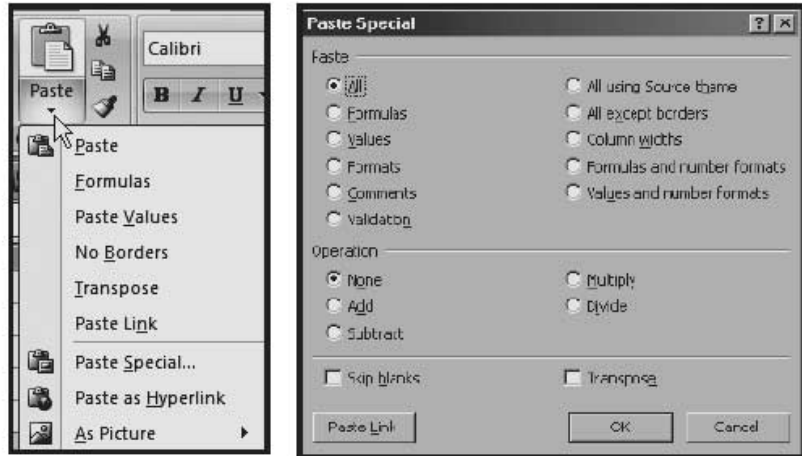 Calibri
Paste
B I U
Paste
Formulas
Paste Values
No Borders
Transpose
Paste Link
Paste Special...
Paste as Hyperlink
As Picture
Paste Special
Paste
All
Formulas
Values
Formats
Comments
Validation
All using Source theme
All except borders
Column widths
Formulas and number formats
Values and number formats
Operation
None
Add
Subtract
Multiply
Divide
Skip blanks
Transpose
Paste Link
OK
Cancel